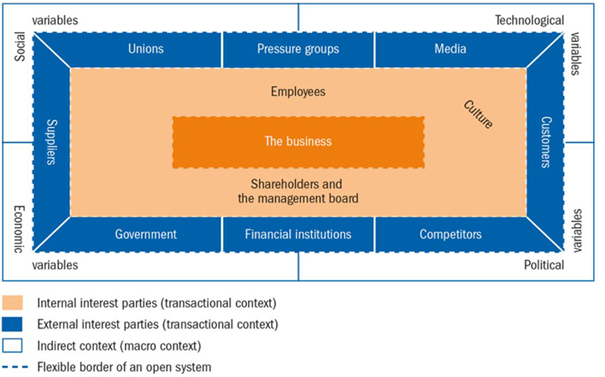 variables
Technological
Social
variables
Unions
Pressure groups
Media
Employees
Culture
Suppliers
The business
Customers
Shareholders and
the management board
Government
Financial institutions
Competitors
Economic
variables
variables
Political
Internal interest parties (transactional context)
External interest parties (transactional context)
Indirect context (macro context)
Flexible border of an open system